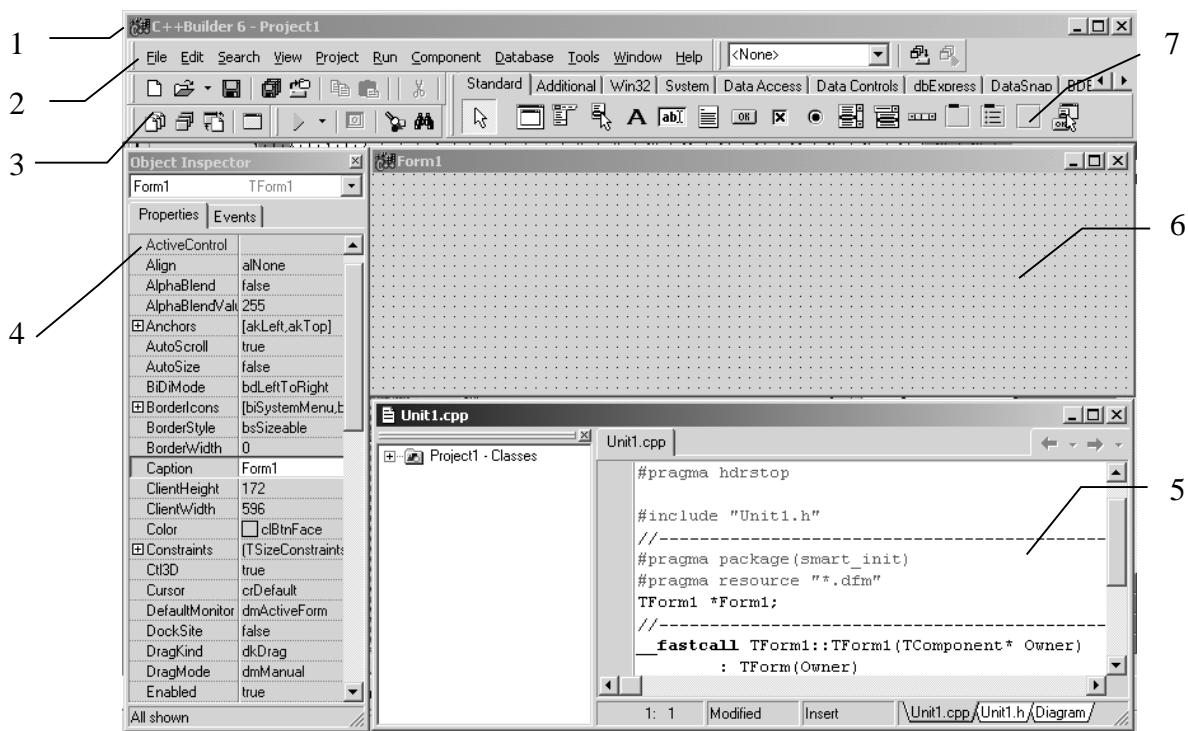 C++Builder 6 - Project1
1
File Edit Search View Project Run Component Database Tools Window Help
<None>
7
2
Standard Additional Win32 System Data Access Data Controls dbExpress DataSnap BDE
3
Object Inspector
Form1
Form1 TForm1
Properties Events
ActiveControl
6
Align alNone
AlphaBlend false
AlphaBlendValu 255
4
Anchors [akLeft,akTop]
AutoScroll true
AutoSize false
BiDiMode bdLeftToRight
BorderIcons [biSystemMenu,b
BorderStyle bsSizeable
BorderWidth 0
Caption Form1
ClientHeight 172
ClientWidth 596
Color clBtnFace
Constraints (TSizeConstraints
Ctl3D true
Cursor crDefault
DefaultMonitor dmActiveForm
DockSite false
DragKind dkDrag
DragMode dmManual
Enabled true
All shown
Unit1.cpp
Project1 - Classes
Unit1.cpp
#pragma hdrstop
5
#include "Unit1.h"
//--------------------------------------------
#pragma package(smart_init)
#pragma resource "*.dfm"
TForm1 *Form1;
//--------------------------------------------
__fastcall TForm1::TForm1(TComponent* Owner)
: TForm(Owner)
1: 1 Modified Insert Unit1.cpp Unit1.h Diagram